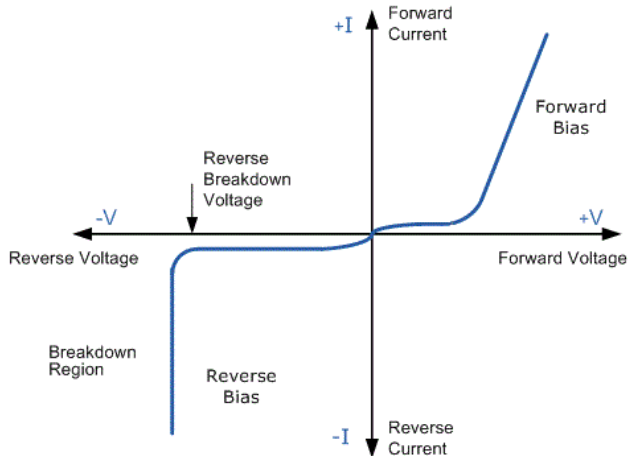 +I
Forward
Current
Forward
Bias
Reverse
Breakdown
Voltage
-V
+V
Reverse Voltage
Forward Voltage
Breakdown
Region
Reverse
Bias
-I
Reverse
Current